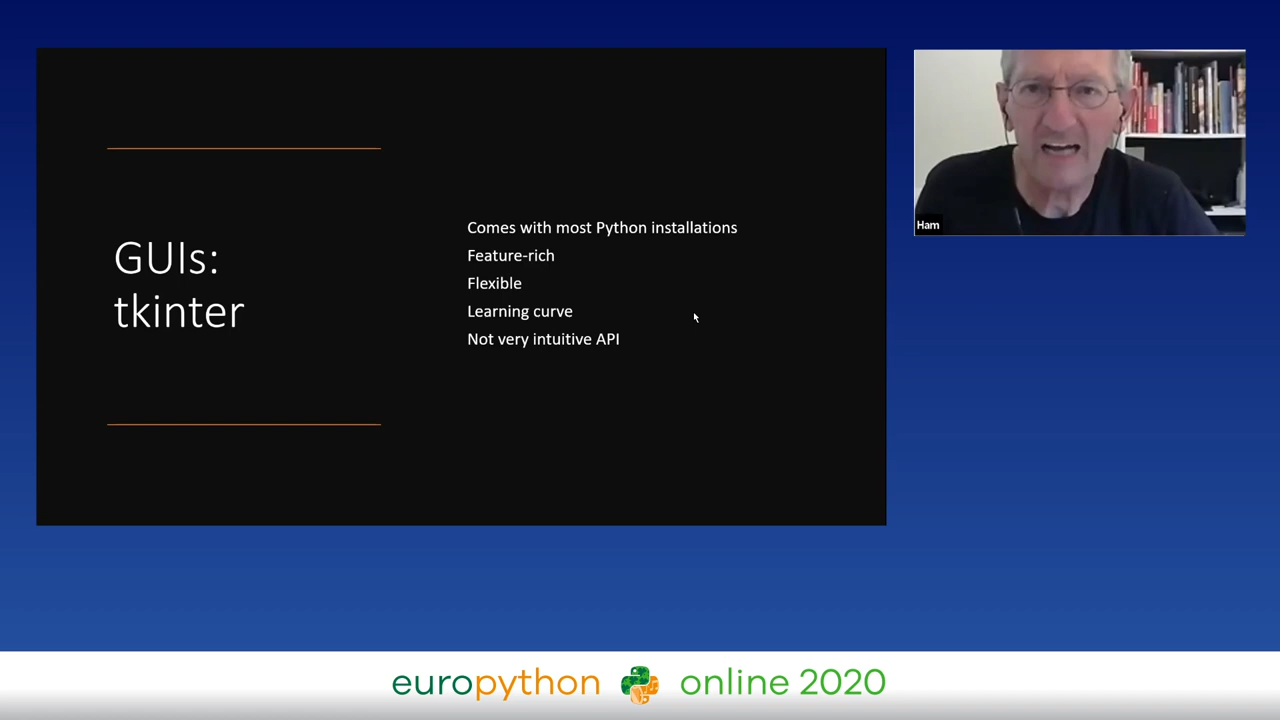 GUIs:
tkinter
Comes with most Python installations
Feature-rich
Flexible
Learning curve
Not very intuitive API
Ham
europython online 2020